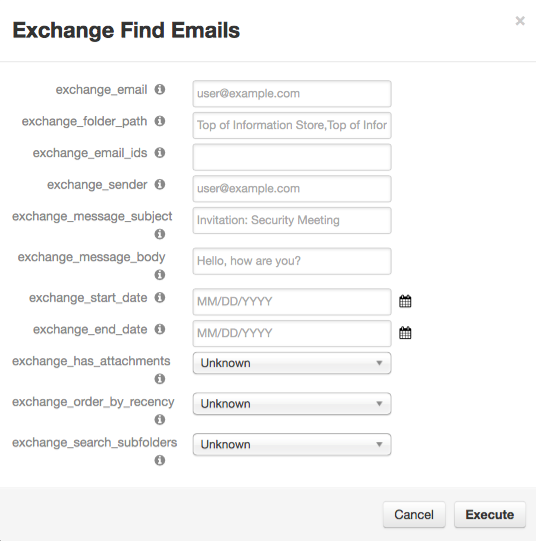 Exchange Find Emails ×
exchange_email user@example.com
exchange_folder_path Top of Information Store,Top of Infor
exchange_email_ids
exchange_sender user@example.com
exchange_message_subject Invitation: Security Meeting
exchange_message_body Hello, how are you?
exchange_start_date MM/DD/YYYY
exchange_end_date MM/DD/YYYY
exchange_has_attachments Unknown
exchange_order_by_recency Unknown
exchange_search_subfolders Unknown
Cancel Execute